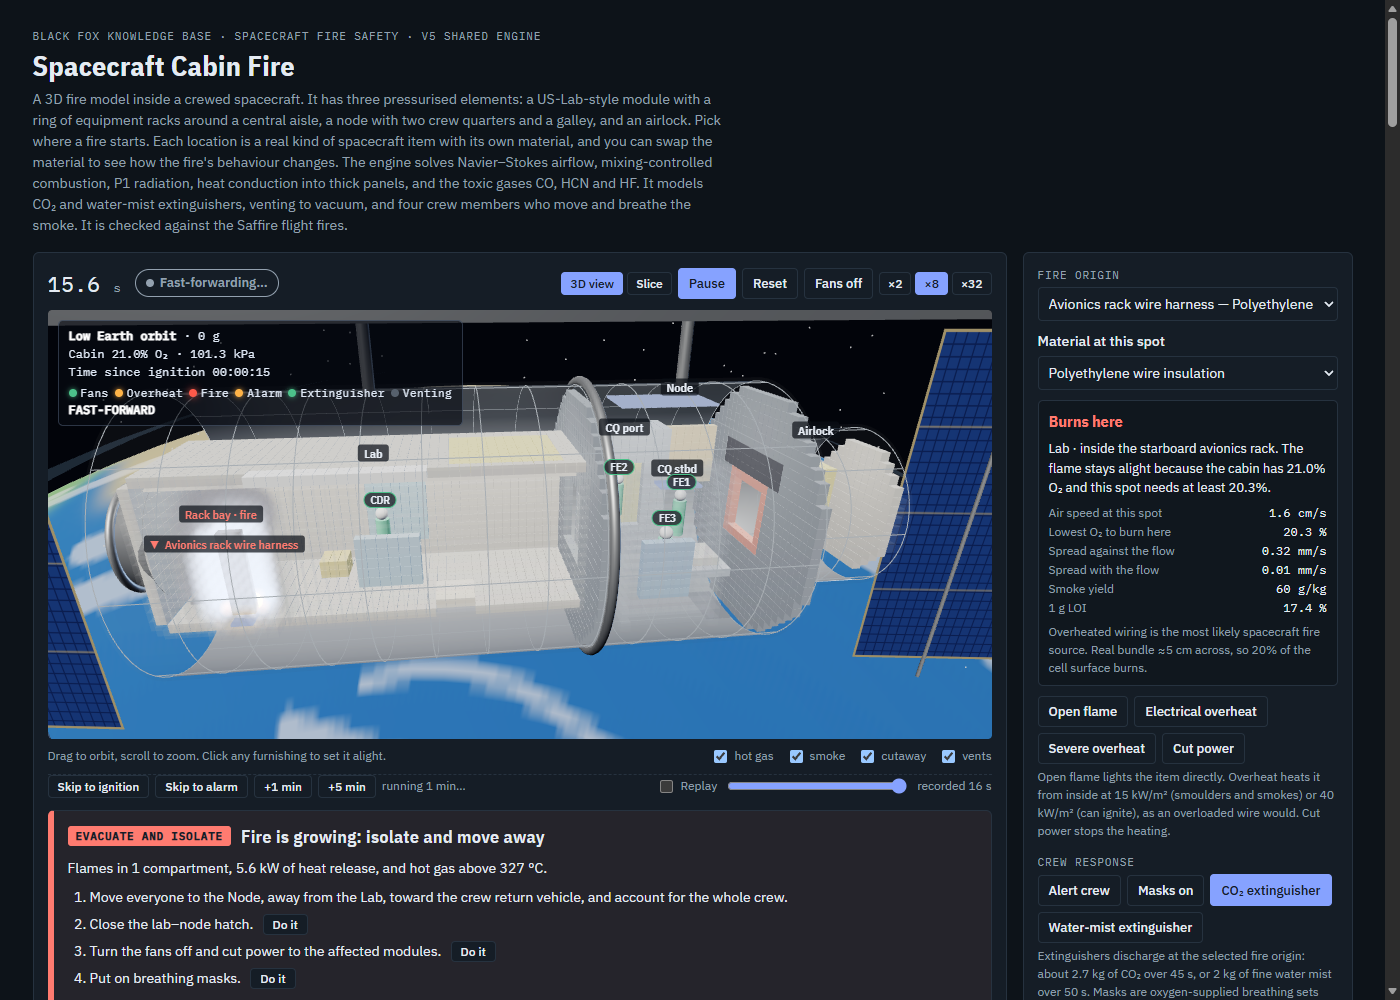 BLACK FOX KNOWLEDGE BASE · SPACECRAFT FIRE SAFETY · V5 SHARED ENGINE
Spacecraft Cabin Fire
A 3D fire model inside a crewed spacecraft. It has three pressurised elements: a US-Lab-style module with a
ring of equipment racks around a central aisle, a node with two crew quarters and a galley, and an airlock. Pick
where a fire starts. Each location is a real kind of spacecraft item with its own material, and you can swap the
material to see how the fire's behaviour changes. The engine solves Navier–Stokes airflow, mixing-controlled
combustion, P1 radiation, heat conduction into thick panels, and the toxic gases CO, HCN and HF. It models
CO₂ and water-mist extinguishers, venting to vacuum, and four crew members who move and breathe the
smoke. It is checked against the Saffire flight fires.
15.6 s
Fast-forwarding…
3D view
Slice
Pause
Reset
Fans off
×2
×8
×32
Low Earth orbit · 0 g
Cabin 21.0% O₂ · 101.3 kPa
Time since ignition 00:00:15
Fans Overheat Fire Alarm Extinguisher Venting
FAST-FORWARD
Node
CQ port
Airlock
Lab
FE2
CQ stbd
FE1
CDR
Rack bay · fire
FE3
▼ Avionics rack wire harness
Drag to orbit, scroll to zoom. Click any furnishing to set it alight.
hot gas
smoke
cutaway
vents
Skip to ignition
Skip to alarm
+1 min
+5 min
running 1 min…
Replay
recorded 16 s
EVACUATE AND ISOLATE Fire is growing: isolate and move away
Flames in 1 compartment, 5.6 kW of heat release, and hot gas above 327 °C.
1. Move everyone to the Node, away from the Lab, toward the crew return vehicle, and account for the whole crew.
2. Close the lab–node hatch. Do it
3. Turn the fans off and cut power to the affected modules. Do it
4. Put on breathing masks. Do it
FIRE ORIGIN
Avionics rack wire harness — Polyethylene
Material at this spot
Polyethylene wire insulation
Burns here
Lab · inside the starboard avionics rack. The
flame stays alight because the cabin has 21.0%
O₂ and this spot needs at least 20.3%.
Air speed at this spot 1.6 cm/s
Lowest O₂ to burn here 20.3 %
Spread against the flow 0.32 mm/s
Spread with the flow 0.01 mm/s
Smoke yield 60 g/kg
1 g LOI 17.4 %
Overheated wiring is the most likely spacecraft fire
source. Real bundle ≈5 cm across, so 20% of the
cell surface burns.
Open flame
Electrical overheat
Severe overheat
Cut power
Open flame lights the item directly. Overheat heats it
from inside at 15 kW/m² (smoulders and smokes) or 40
kW/m² (can ignite), as an overloaded wire would. Cut
power stops the heating.
CREW RESPONSE
Alert crew
Masks on
CO₂ extinguisher
Water-mist extinguisher
Extinguishers discharge at the selected fire origin:
about 2.7 kg of CO₂ over 45 s, or 2 kg of fine water mist
over 50 s. Masks are oxygen-supplied breathing sets